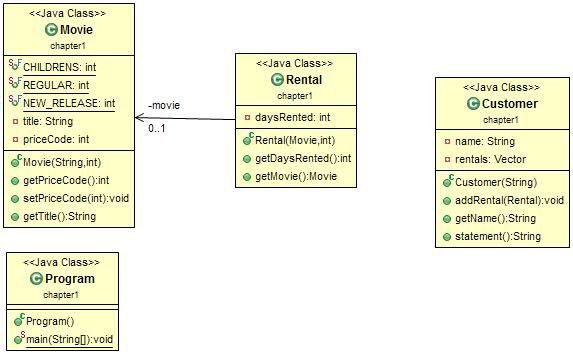 <<Java Class>>
Movie
chapter1
CHILDRENS: int
REGULAR: int
NEW_RELEASE: int
title: String
priceCode: int
Movie(String,int)
getPriceCode():int
setPriceCode(int):void
getTitle():String
-movie
0..1
<<Java Class>>
Rental
chapter1
daysRented: int
Rental(Movie,int)
getDaysRented():int
getMovie():Movie
<<Java Class>>
Customer
chapter1
name: String
rentals: Vector
Customer(String)
addRental(Rental):void
getName():String
statement():String
<<Java Class>>
Program
chapter1
Program()
main(String[]):void